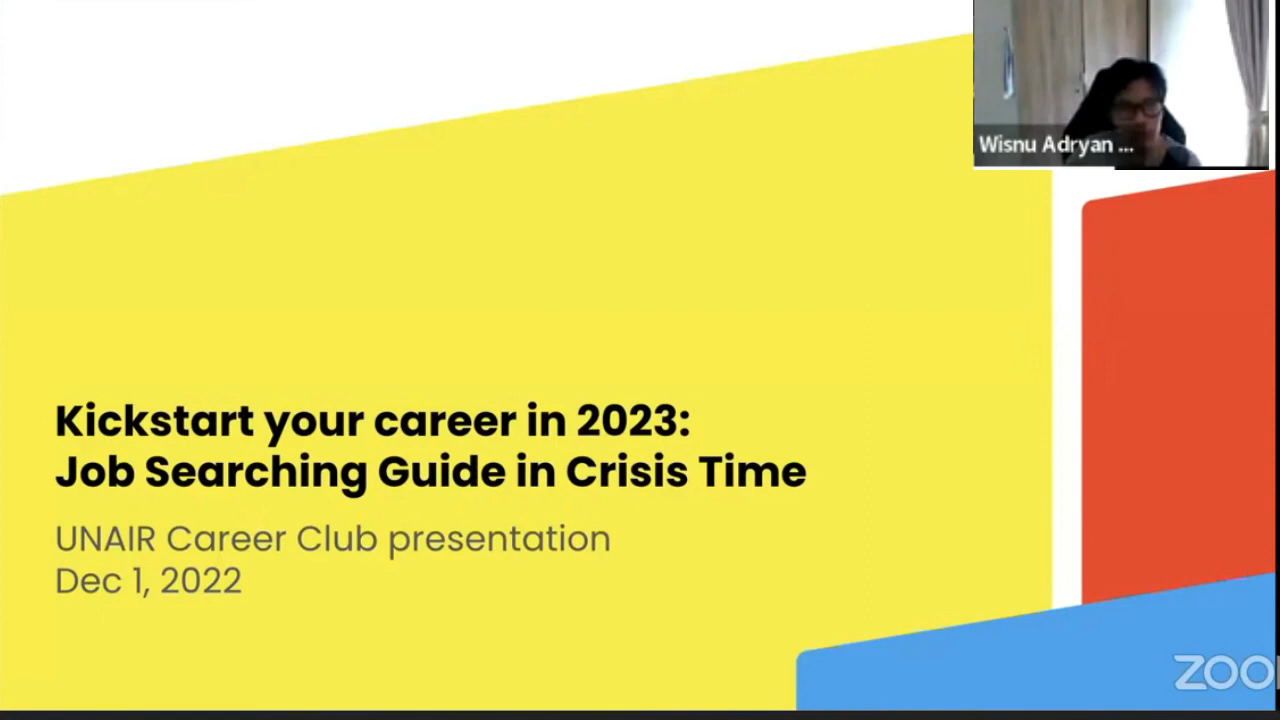 Wisnu Adryan ...
Kickstart your career in 2023:
Job Searching Guide in Crisis Time
UNAIR Career Club presentation
Dec 1, 2022
ZOO